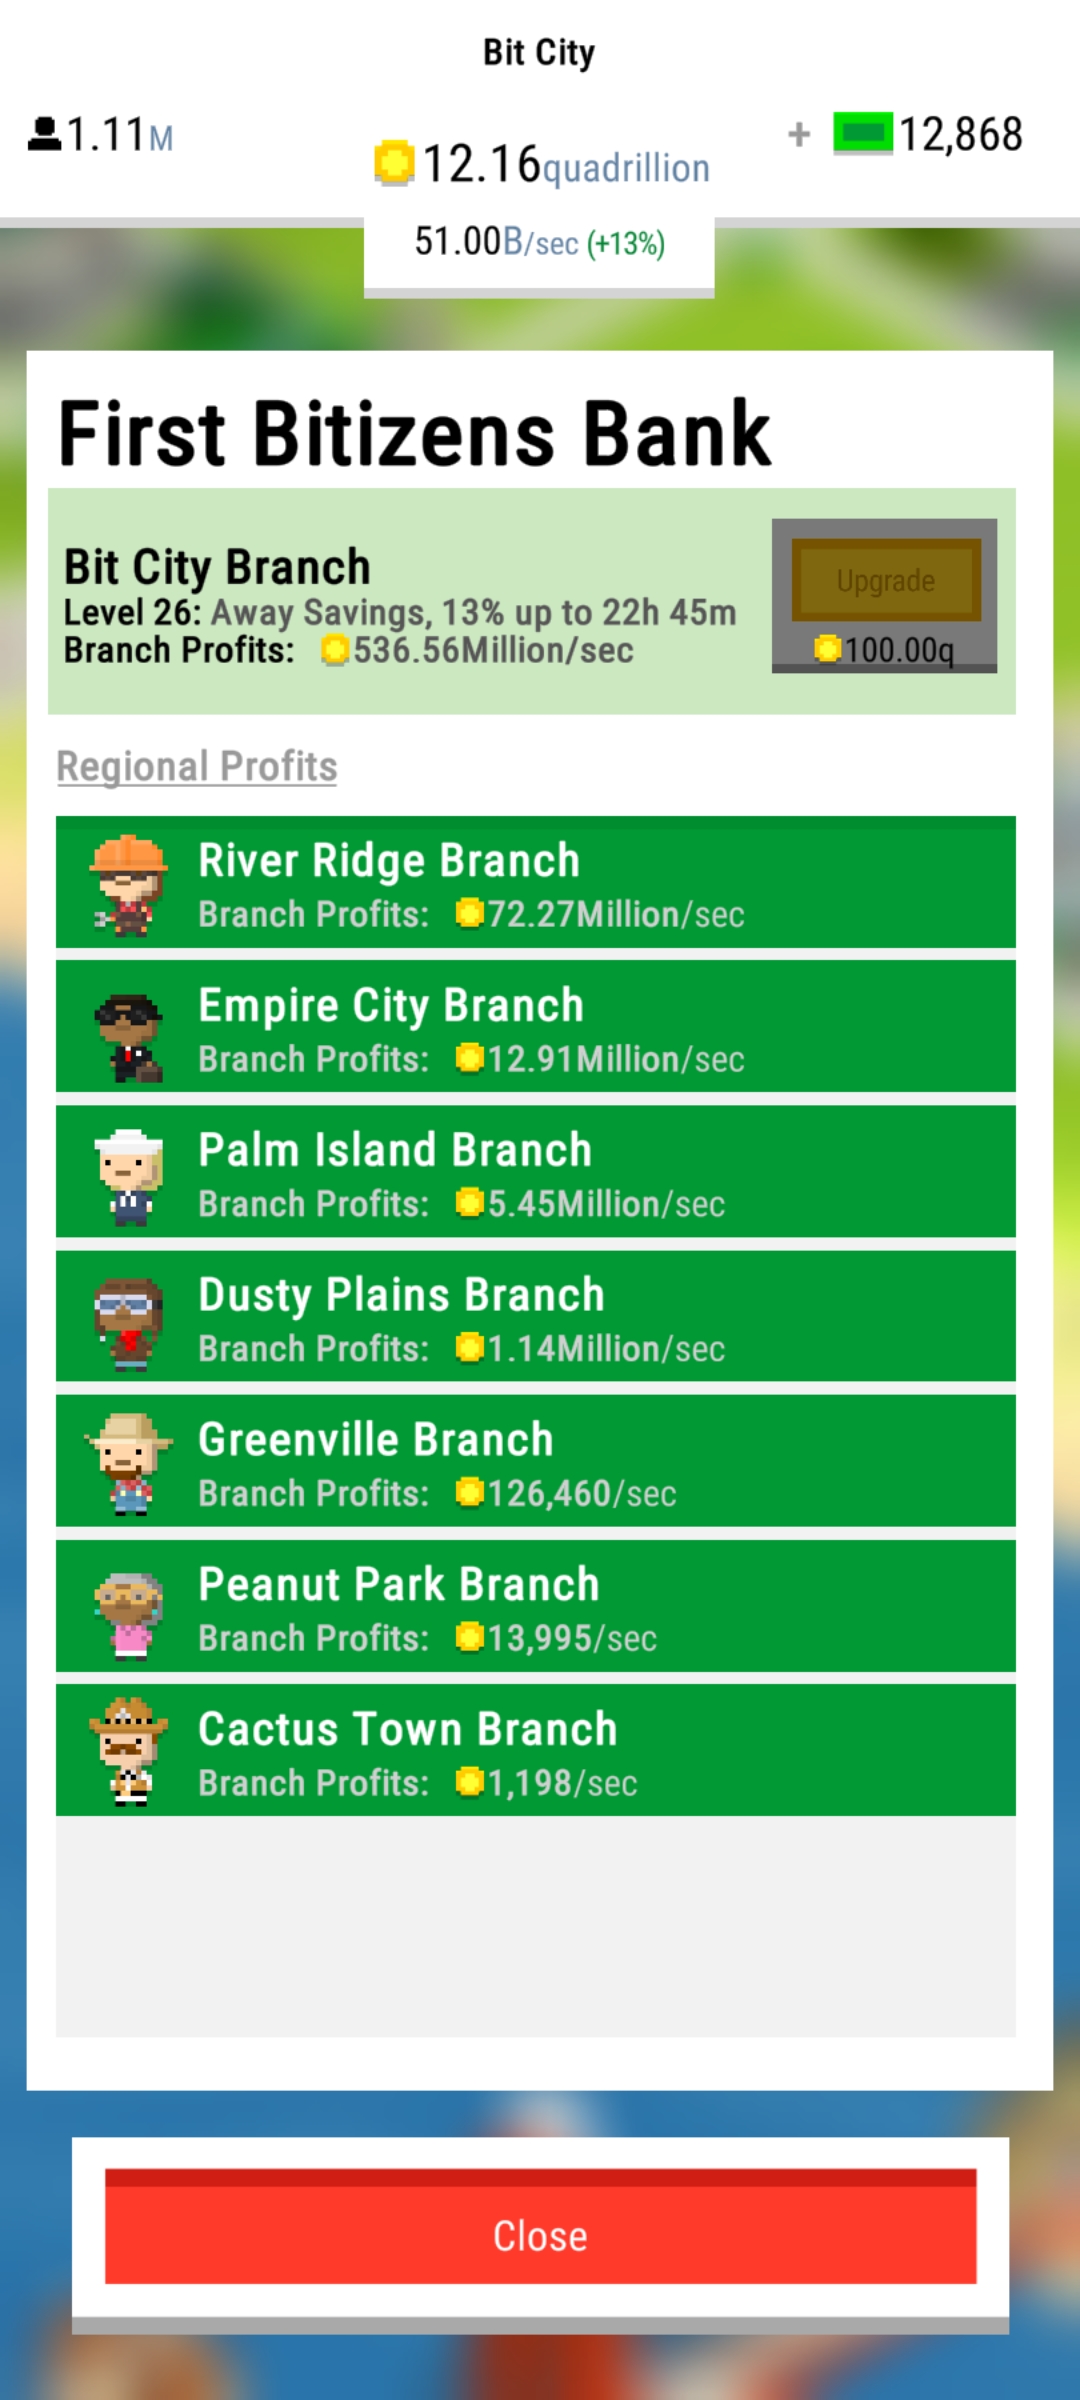 Bit City
1.11M
12.16quadrillion
+ 12,868
51.00B/sec (+13%)
First Bitizens Bank
Bit City Branch
Level 26: Away Savings, 13% up to 22h 45m
Branch Profits: 536.56Million/sec
Upgrade
100.00q
Regional Profits
River Ridge Branch
Branch Profits: 72.27Million/sec
Empire City Branch
Branch Profits: 12.91Million/sec
Palm Island Branch
Branch Profits: 5.45Million/sec
Dusty Plains Branch
Branch Profits: 1.14Million/sec
Greenville Branch
Branch Profits: 126,460/sec
Peanut Park Branch
Branch Profits: 13,995/sec
Cactus Town Branch
Branch Profits: 1,198/sec
Close